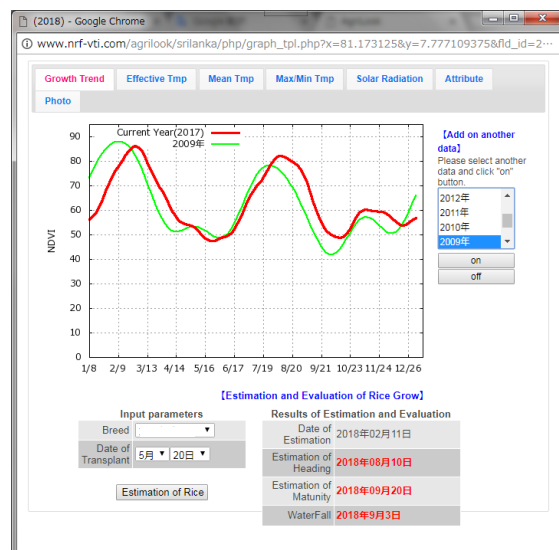 (2018) - Google Chrome
www.nrf-vti.com/agrilook/srilanka/php/graph_tpl.php?x=81.173125&y=7.777109375&fld_id=2…
Growth Trend Effective Tmp Mean Tmp Max/Min Tmp Solar Radiation Attribute
Photo
Current Year(2017)
2009年
NDVI
90
80
70
60
50
40
30
20
10
0
1/8 2/9 3/13 4/14 5/16 6/17 7/19 8/20 9/21 10/23 11/24 12/26
【Add on another
data】
Please select another
data and click "on"
button.
2012年
2011年
2010年
2009年
on
off
【Estimation and Evaluation of Rice Grow】
Input parameters
Breed
Date of
Transplant
5月 20日
Estimation of Rice
Results of Estimation and Evaluation
Date of
Estimation
2018年02月11日
Estimation of
Heading
2018年08月10日
Estimation of
Matunity
2018年09月20日
WaterFall 2018年9月3日